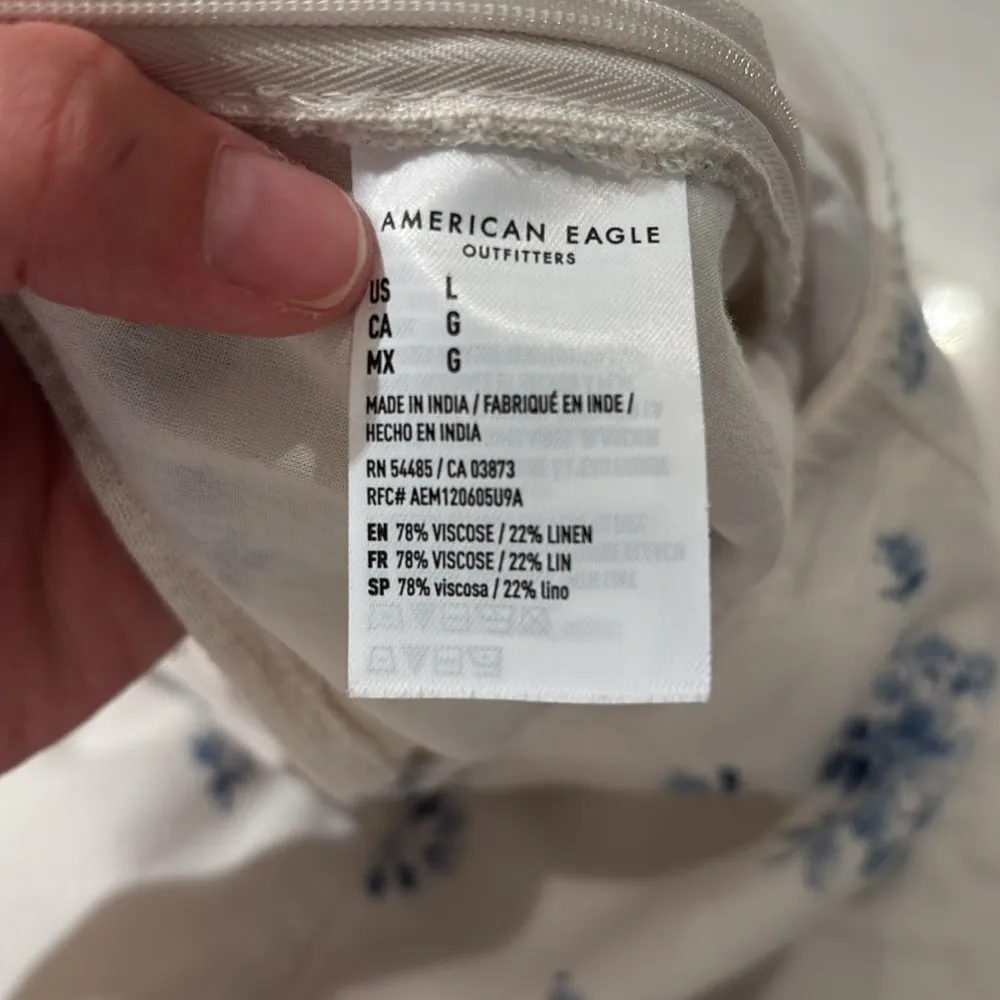 AMERICAN EAGLE
OUTFITTERS
US L
CA G
MX G
MADE IN INDIA / FABRIQUÉ EN INDE /
HECHO EN INDIA
RN 54485 / CA 03873
RFC# AEM120605U9A
EN 78% VISCOSE / 22% LINEN
FR 78% VISCOSE / 22% LIN
SP 78% viscosa / 22% lino